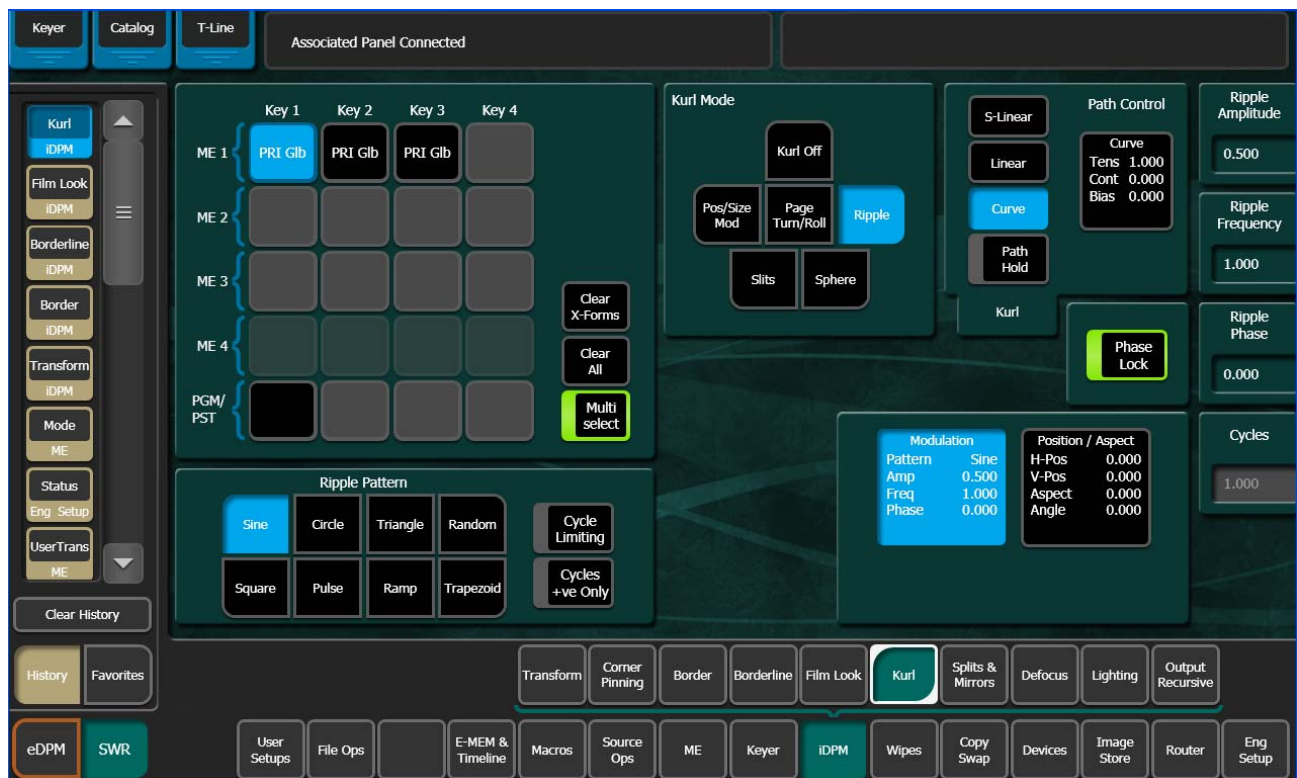 Keyer
Catalog
T-Line
Associated Panel Connected
Kurl
iDPM
Film Look
iDPM
Borderline
iDPM
Border
iDPM
Transform
iDPM
Mode
ME
Status
Eng Setup
UserTrans
ME
Clear History
History
Favorites
Key 1
Key 2
Key 3
Key 4
ME 1
PRI Glb
PRI Glb
PRI Glb
ME 2
ME 3
ME 4
PGM/
PST
Clear
X-Forms
Clear
All
Multi
select
Ripple Pattern
Sine
Circle
Triangle
Random
Square
Pulse
Ramp
Trapezoid
Cycle
Limiting
Cycles
+ve Only
Kurl Mode
Kurl Off
Pos/Size
Mod
Page
Turn/Roll
Ripple
Slits
Sphere
S-Linear
Linear
Curve
Path
Hold
Path Control
Curve
Tens 1.000
Cont 0.000
Bias 0.000
Kurl
Phase
Lock
Modulation
Pattern Sine
Amp 0.500
Freq 1.000
Phase 0.000
Position / Aspect
H-Pos 0.000
V-Pos 0.000
Aspect 0.000
Angle 0.000
Ripple
Amplitude
0.500
Ripple
Frequency
1.000
Ripple
Phase
0.000
Cycles
1.000
Transform
Corner
Pinning
Border
Borderline
Film Look
Kurl
Splits &
Mirrors
Defocus
Lighting
Output
Recursive
eDPM
SWR
User
Setups
File Ops
E-MEM &
Timeline
Macros
Source
Ops
ME
Keyer
iDPM
Wipes
Copy
Swap
Devices
Image
Store
Router
Eng
Setup